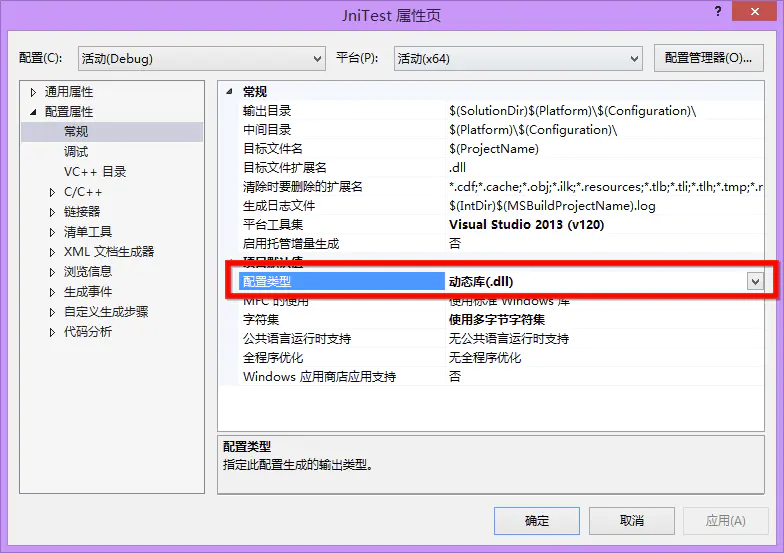 JniTest 属性页
?
配置(C): 活动(Debug) 平台(P): 活动(x64) 配置管理器(O)...
通用属性
配置属性
常规
调试
VC++ 目录
C/C++
链接器
清单工具
XML 文档生成器
浏览信息
生成事件
自定义生成步骤
代码分析
常规
输出目录 $(SolutionDir)$(Platform)\$(Configuration)\
中间目录 $(Platform)\$(Configuration)\
目标文件名 $(ProjectName)
目标文件扩展名 .dll
清除时要删除的扩展名 *.cdf;*.cache;*.obj;*.ilk;*.resources;*.tlb;*.tli;*.tlh;*.tmp;*.r
生成日志文件 $(IntDir)$(MSBuildProjectName).log
平台工具集 Visual Studio 2013 (v120)
启用托管增量生成 否
项目默认值
配置类型 动态库(.dll)
MFC 的使用 使用标准 Windows 库
字符集 使用多字节字符集
公共语言运行时支持 无公共语言运行时支持
全程序优化 无全程序优化
Windows 应用商店应用支持 否
配置类型
指定此配置生成的输出类型。
确定 取消 应用(A)